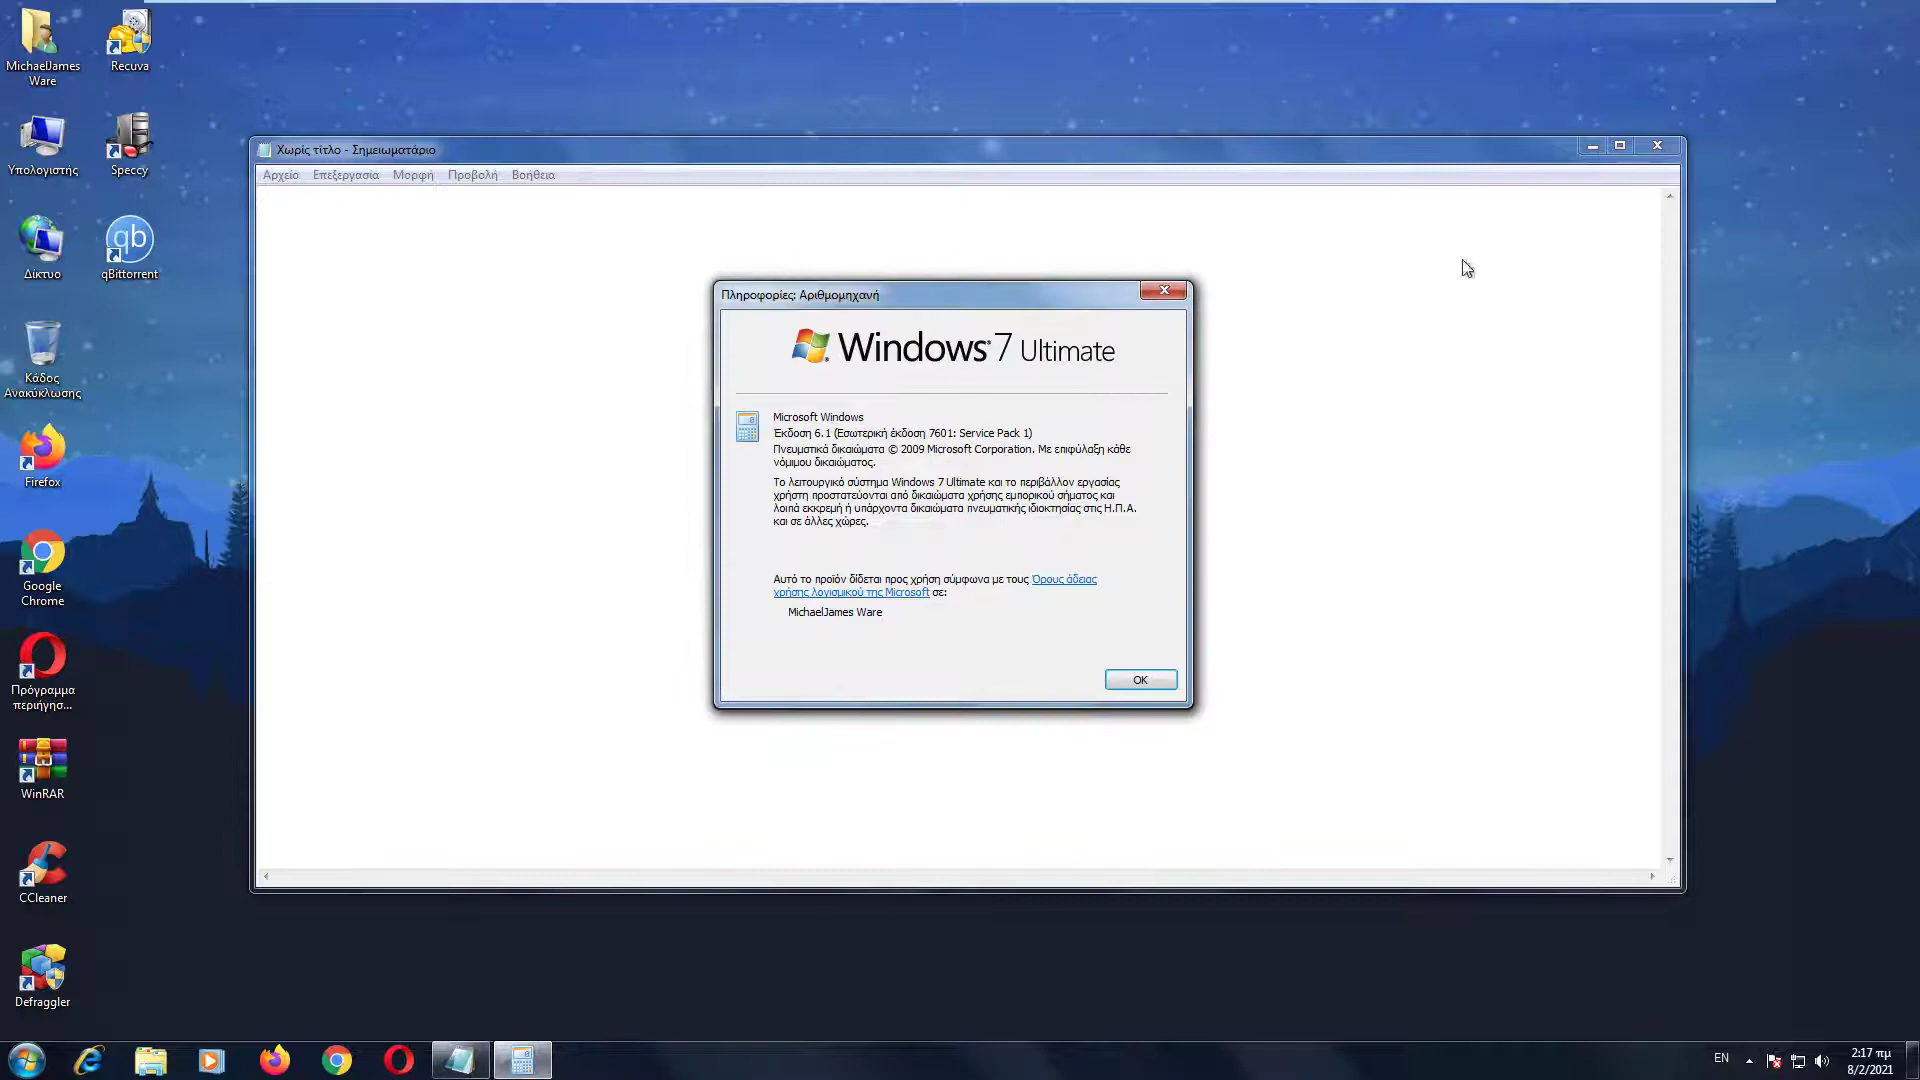 MichaelJames
Ware
Recuva
Υπολογιστής
Speccy
Δίκτυο
qb
qBittorrent
Κάδος
Ανακύκλωσης
Firefox
Google
Chrome
Πρόγραμμα
περιήγησ...
WinRAR
CCleaner
Defraggler
Χωρίς τίτλο - Σημειωματάριο
Αρχείο Επεξεργασία Μορφή Προβολή Βοήθεια
Πληροφορίες: Αριθμομηχανή
Windows 7 Ultimate
Microsoft Windows
Έκδοση 6.1 (Εσωτερική έκδοση 7601: Service Pack 1)
Πνευματικά δικαιώματα © 2009 Microsoft Corporation. Με επιφύλαξη κάθε
νόμιμου δικαιώματος.
Το λειτουργικό σύστημα Windows 7 Ultimate και το περιβάλλον εργασίας
χρήστη προστατεύονται από δικαιώματα χρήσης εμπορικού σήματος και
λοιπά εκκρεμή ή υπάρχοντα δικαιώματα πνευματικής ιδιοκτησίας στις Η.Π.Α.
και σε άλλες χώρες.
Αυτό το προϊόν δίδεται προς χρήση σύμφωνα με τους Όρους άδειας
χρήσης λογισμικού της Microsoft σε:
MichaelJames Ware
OK
EN
2:17 πμ
8/2/2021